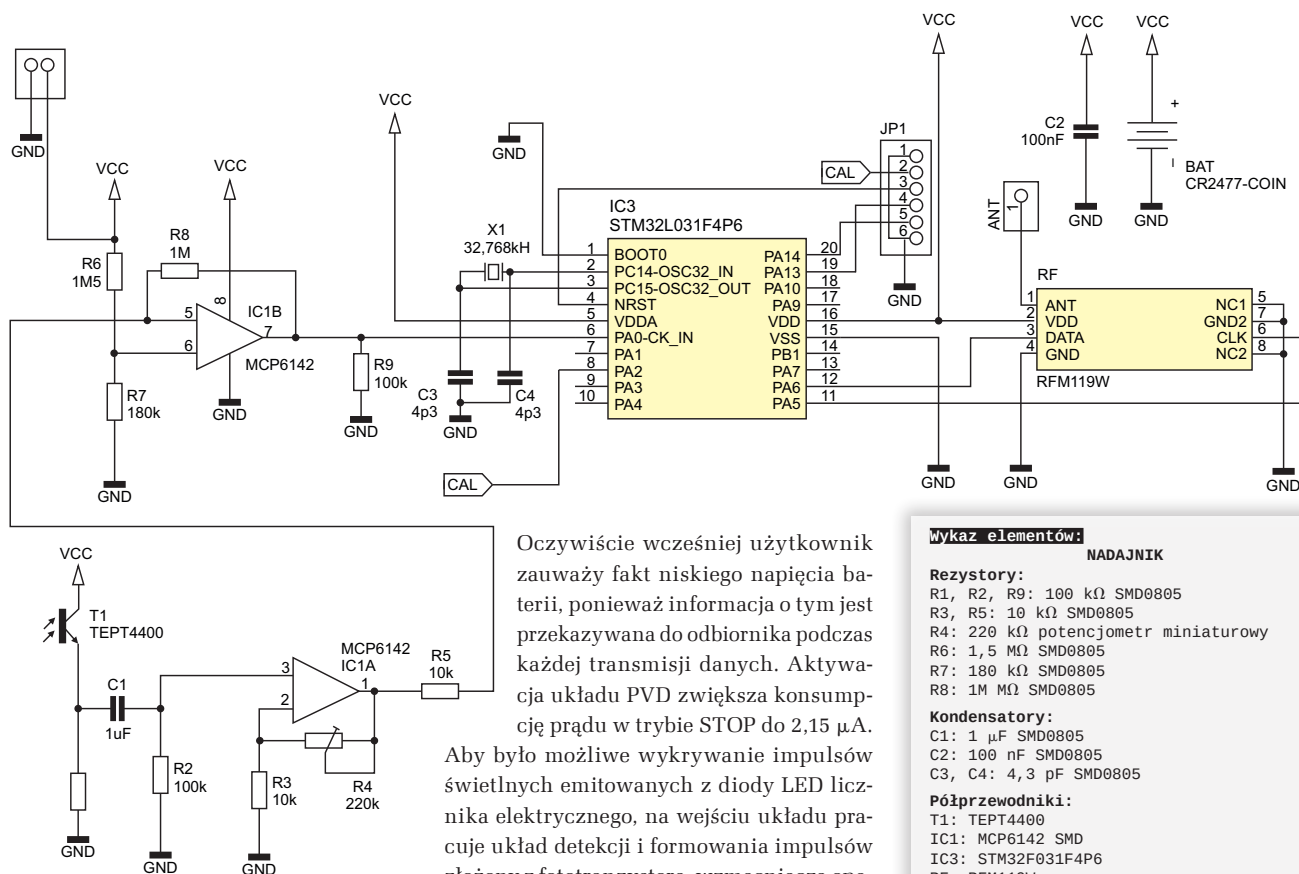 VCC
VCC
VCC
GND
VCC
VCC
VCC
GND
C2
100nF
+
BAT
CR2477-COIN
GND
GND
R8
1M
R6
1M5
8
5
6
7
IC1B
MCP6142
R7
180k
GND
GND
R9
100k
GND
X1
32,768kH
C3
4p3
C4
4p3
GND
CAL
CAL
JP1
1
2
3
4
5
6
GND
IC3
STM32L031F4P6
1 BOOT0
2 PC14-OSC32_IN
3 PC15-OSC32_OUT
4 NRST
5 VDDA
6 PA0-CK_IN
7 PA1
8 PA2
9 PA3
10 PA4
PA14 20
PA13 19
PA10 18
PA9 17
VDD 16
VSS 15
PB1 14
PA7 13
PA6 12
PA5 11
GND
ANT
1
RF
1 ANT
2 VDD
3 DATA
4 GND
NC1 5
GND2 7
CLK 6
NC2 8
RFM119W
GND
GND
VCC
T1
TEPT4400
C1
1uF
GND
R2
100k
GND
MCP6142
IC1A
3
2
1
R5
10k
R3
10k
R4
220k
GND
Oczywiście wcześniej użytkownik
zauważy fakt niskiego napięcia ba-
terii, ponieważ informacja o tym jest
przekazywana do odbiornika podczas
każdej transmisji danych. Aktywa-
cja układu PVD zwiększa konsump-
cję prądu w trybie STOP do 2,15 μA.
Aby było możliwe wykrywanie impulsów
świetlnych emitowanych z diody LED licz-
nika elektrycznego, na wejściu układu pra-
cuje układ detekcji i formowania impulsów
Wykaz elementów:
NADAJNIK
Rezystory:
R1, R2, R9: 100 kΩ SMD0805
R3, R5: 10 kΩ SMD0805
R4: 220 kΩ potencjometr miniaturowy
R6: 1,5 MΩ SMD0805
R7: 180 kΩ SMD0805
R8: 1M MΩ SMD0805
Kondensatory:
C1: 1 μF SMD0805
C2: 100 nF SMD0805
C3, C4: 4,3 pF SMD0805
Półprzewodniki:
T1: TEPT4400
IC1: MCP6142 SMD
IC3: STM32F031F4P6